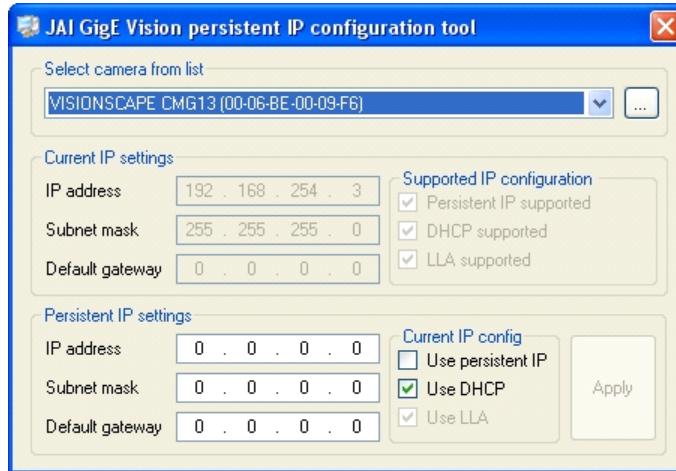 JAI GigE Vision persistent IP configuration tool
Select camera from list
VISIONSCAPE CMG13 (00-06-BE-00-09-F6)
...
Current IP settings
IP address 192 . 168 . 254 . 3
Subnet mask 255 . 255 . 255 . 0
Default gateway 0 . 0 . 0 . 0
Supported IP configuration
Persistent IP supported
DHCP supported
LLA supported
Persistent IP settings
IP address 0 . 0 . 0 . 0
Subnet mask 0 . 0 . 0 . 0
Default gateway 0 . 0 . 0 . 0
Current IP config
Use persistent IP
Use DHCP
Use LLA
Apply